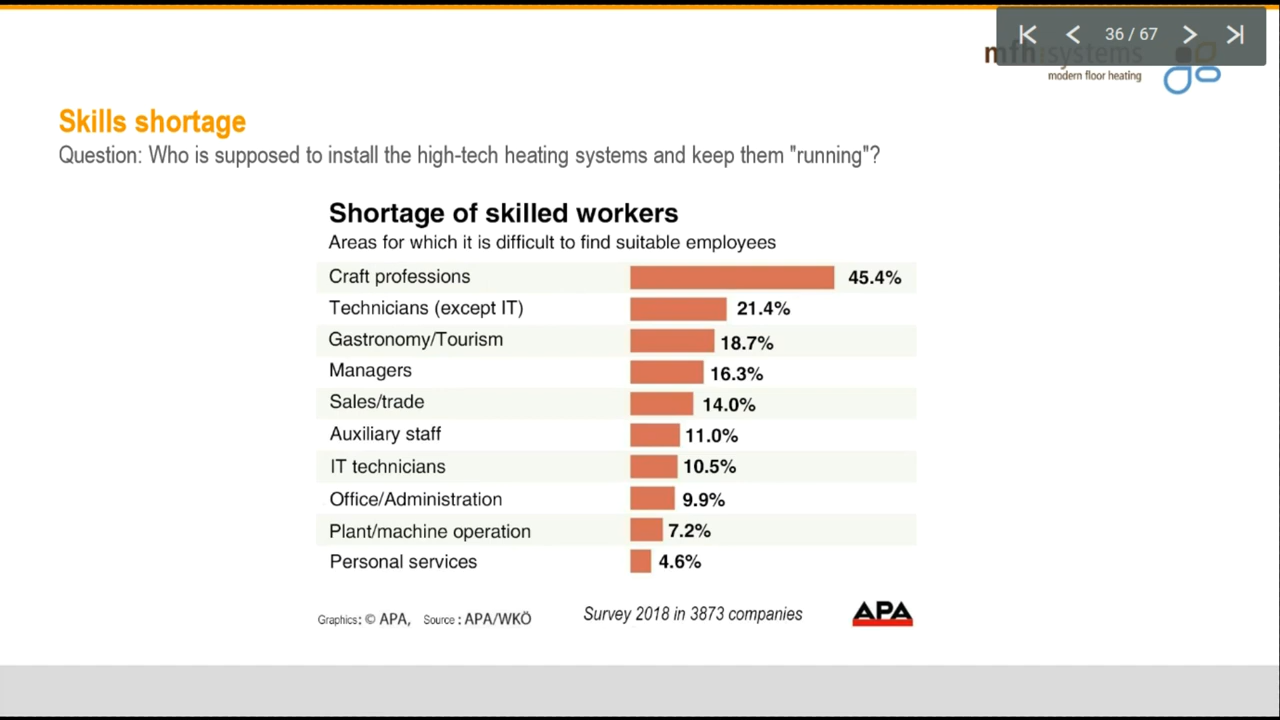 36 / 67
mfh systems
modern floor heating
Skills shortage
Question: Who is supposed to install the high-tech heating systems and keep them "running"?
Shortage of skilled workers
Areas for which it is difficult to find suitable employees
Craft professions 45.4%
Technicians (except IT) 21.4%
Gastronomy/Tourism 18.7%
Managers 16.3%
Sales/trade 14.0%
Auxiliary staff 11.0%
IT technicians 10.5%
Office/Administration 9.9%
Plant/machine operation 7.2%
Personal services 4.6%
Graphics: © APA, Source : APA/WKÖ Survey 2018 in 3873 companies APA